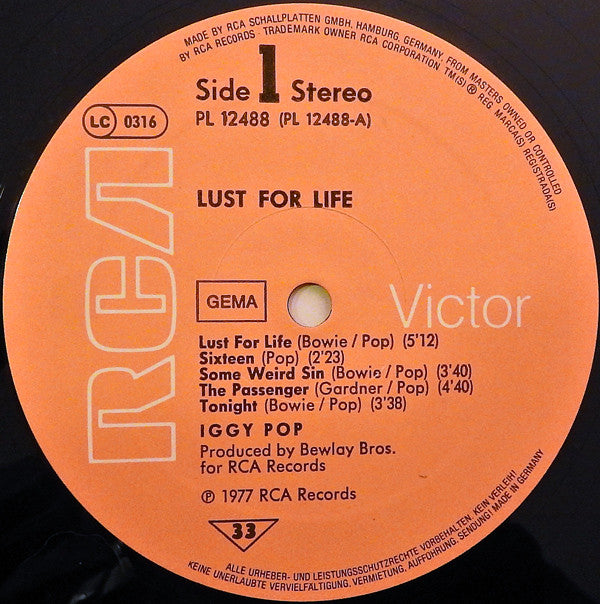 MADE BY RCA SCHALLPLATTEN GMBH, HAMBURG, GERMANY, FROM MASTERS OWNED OR CONTROLLED
BY RCA RECORDS · TRADEMARK OWNER RCA CORPORATION. TM(S) ® REG. MARCA(S) REGISTRADA(S)
Side 1 Stereo
PL 12488 (PL 12488-A)
LC 0316
LUST FOR LIFE
RCA
GEMA
Victor
Lust For Life (Bowie / Pop) (5'12)
Sixteen (Pop) (2'23)
Some Weird Sin (Bowie / Pop) (3'40)
The Passenger (Gardner / Pop) (4'40)
Tonight (Bowie / Pop) (3'38)
IGGY POP
Produced by Bewlay Bros.
for RCA Records
℗ 1977 RCA Records
33
ALLE URHEBER- UND LEISTUNGSSCHUTZRECHTE VORBEHALTEN. KEIN VERLEIH!
KEINE UNERLAUBTE VERVIELFÄLTIGUNG, VERMIETUNG, AUFFÜHRUNG, SENDUNG! MADE IN GERMANY